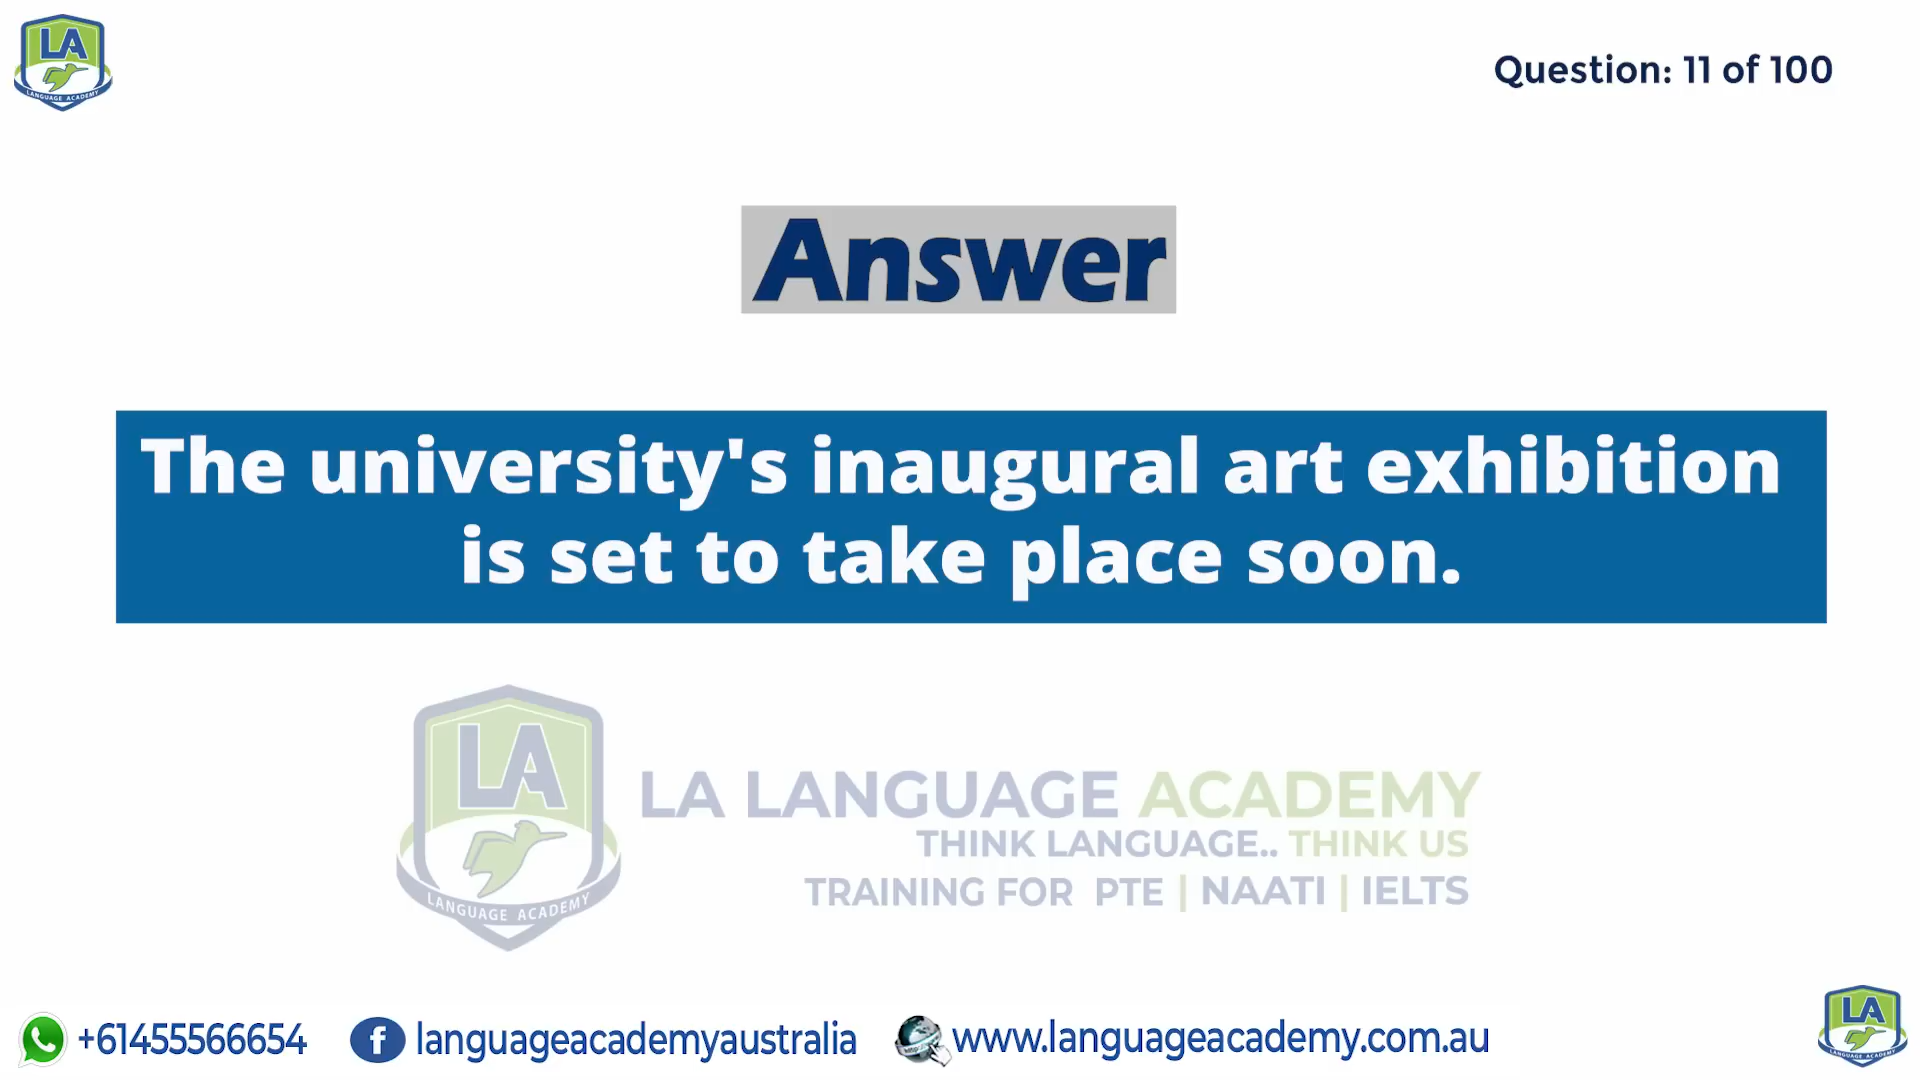 LA
LANGUAGE ACADEMY
Question: 11 of 100
Answer
The university's inaugural art exhibition
is set to take place soon.
LA
LANGUAGE ACADEMY
LA LANGUAGE ACADEMY
THINK LANGUAGE.. THINK US
TRAINING FOR PTE | NAATI | IELTS
+61455566654
f
languageacademyaustralia
www.languageacademy.com.au
LA
LANGUAGE ACADEMY